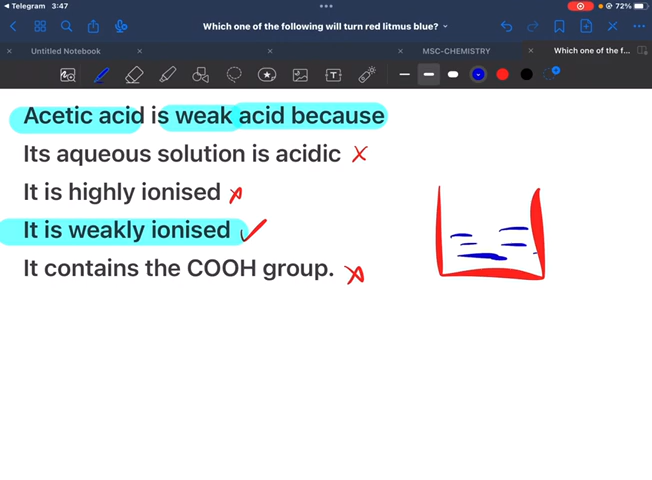 Telegram 3:47
72%
Which one of the following will turn red litmus blue?
Untitled Notebook
MSC-CHEMISTRY
Which one of the f...
T
Acetic acid is weak acid because
Its aqueous solution is acidic
It is highly ionised
It is weakly ionised
It contains the COOH group.